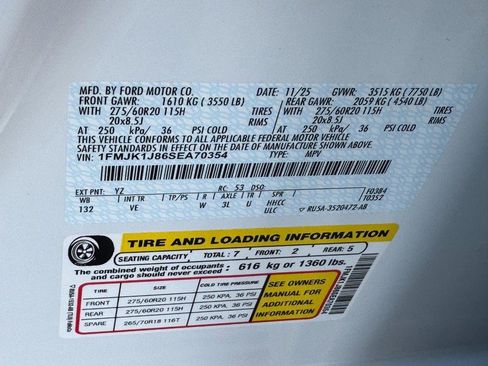 MFD. BY FORD MOTOR CO. 11/25 GVWR: 3515 KG ( 7750 LB)
FRONT GAWR: 1610 KG ( 3550 LB) REAR GAWR: 2059 KG ( 4540 LB)
WITH 275/60R20 115H TIRES WITH 275/60R20 115H TIRES
20x8.5J RIMS 20x8.5J RIMS
AT 250 kPa/ 36 PSI COLD AT 250 kPa/ 36 PSI COLD
THIS VEHICLE CONFORMS TO ALL APPLICABLE FEDERAL MOTOR VEHICLE
SAFETY STANDARDS IN EFFECT ON THE DATE OF MANUFACTURE SHOWN ABOVE.
VIN: 1FMJK1J86SEA70354 TYPE: MPV
EXT PNT: YZ RC: 53 DSO: F0384
WB INT TR TP/PS R AXLE TR SPR T0352
132 VE W 3L U HHCC
ULC RU5A-3520472-AB
TIRE AND LOADING INFORMATION
SEATING CAPACITY TOTAL: 7 FRONT: 2 REAR: 5
The combined weight of occupants and cargo should never exceed: 616 kg or 1360 lbs.
TIRE SIZE COLD TIRE PRESSURE
FRONT 275/60R20 115H 250 KPA, 36 PSI
REAR 275/60R20 115H 250 KPA, 36 PSI
SPARE 265/70R18 116T 250 KPA, 36 PSI
SEE OWNERS
MANUAL FOR
ADDITIONAL
INFORMATION